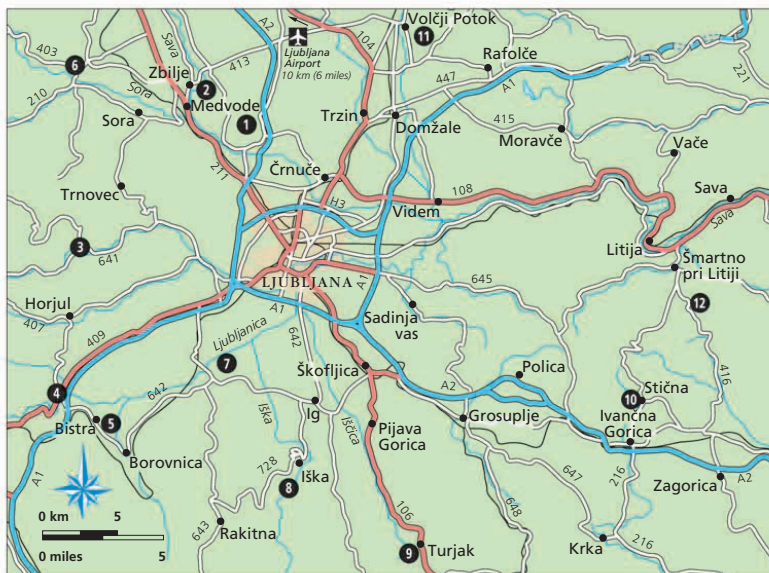 Volčji Potok
A2
104
11
403
Sava
Ljubljana
Airport
10 km (6 miles)
Rafolče
6
Zbilje
413
447
A1
221
2
210
Sora
Medvode
Sora
1
Trzin
Domžale
415
Moravče
Vače
211
Črnuče
Trnovec
108
Sava
H3
Videm
Sava
3
641
Litija
Šmartno
pri Litiji
LJUBLJANA
A1
645
Horjul
A1
Sadinja
vas
12
407
409
Ljubljanica
642
7
Škofljica
Polica
416
4
642
A2
Stična
10
Ig
Grosuplje
Ivančna
Gorica
Bistra
5
Iška
Iščica
Pijava
Gorica
Borovnica
A1
728
Iška
647
216
A2
8
Zagorica
0 km 5
106
648
643
Rakitna
0 miles 5
9
Turjak
Krka
216